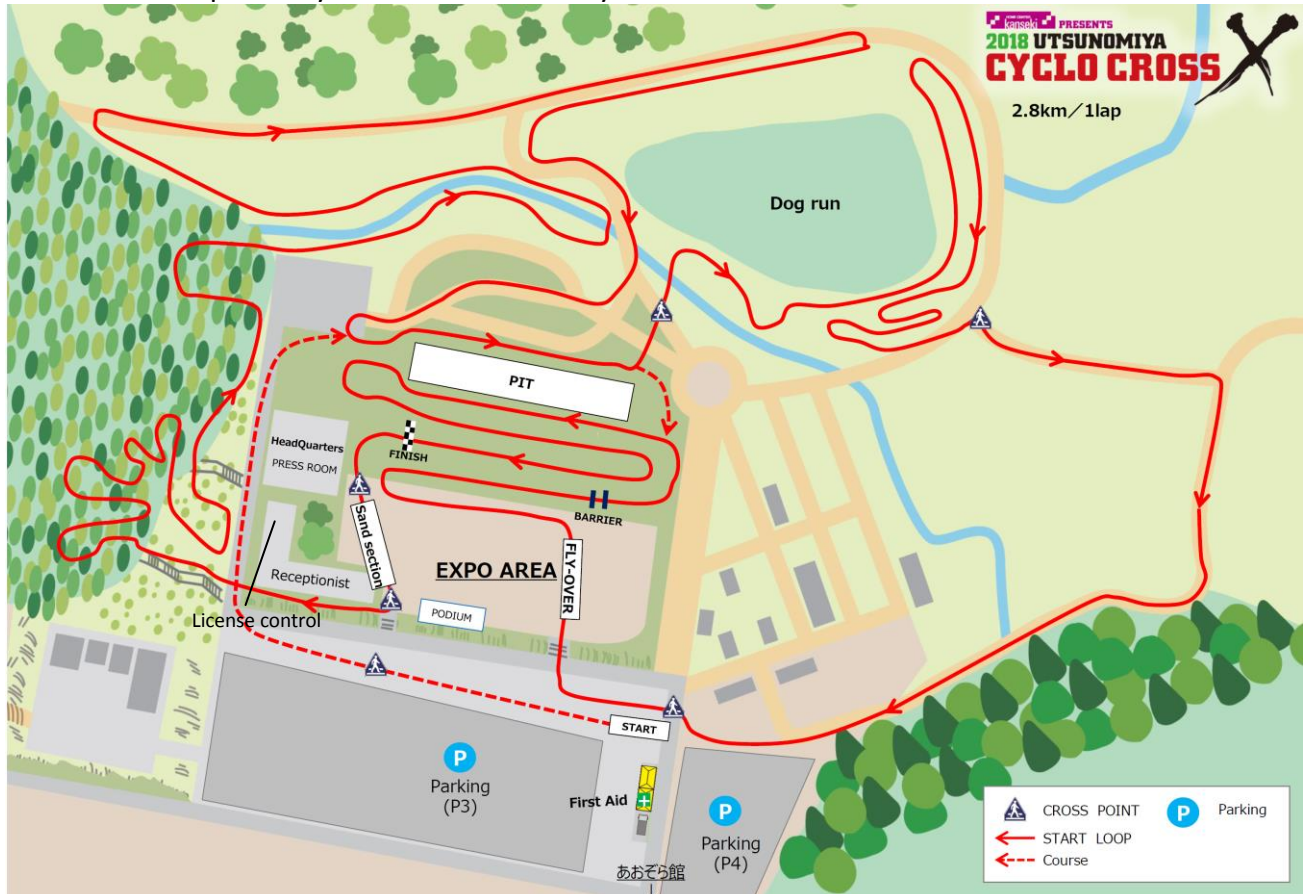 kanseki PRESENTS
2018 UTSUNOMIYA
CYCLO CROSS
2.8km／1lap
Dog run
PIT
HeadQuarters
PRESS ROOM
FINISH
BARRIER
Sand section
EXPO AREA
FLY-OVER
Receptionist
PODIUM
License control
START
P
Parking
(P3)
First Aid
P
Parking
(P4)
あおぞら館
CROSS POINT
P Parking
START LOOP
Course